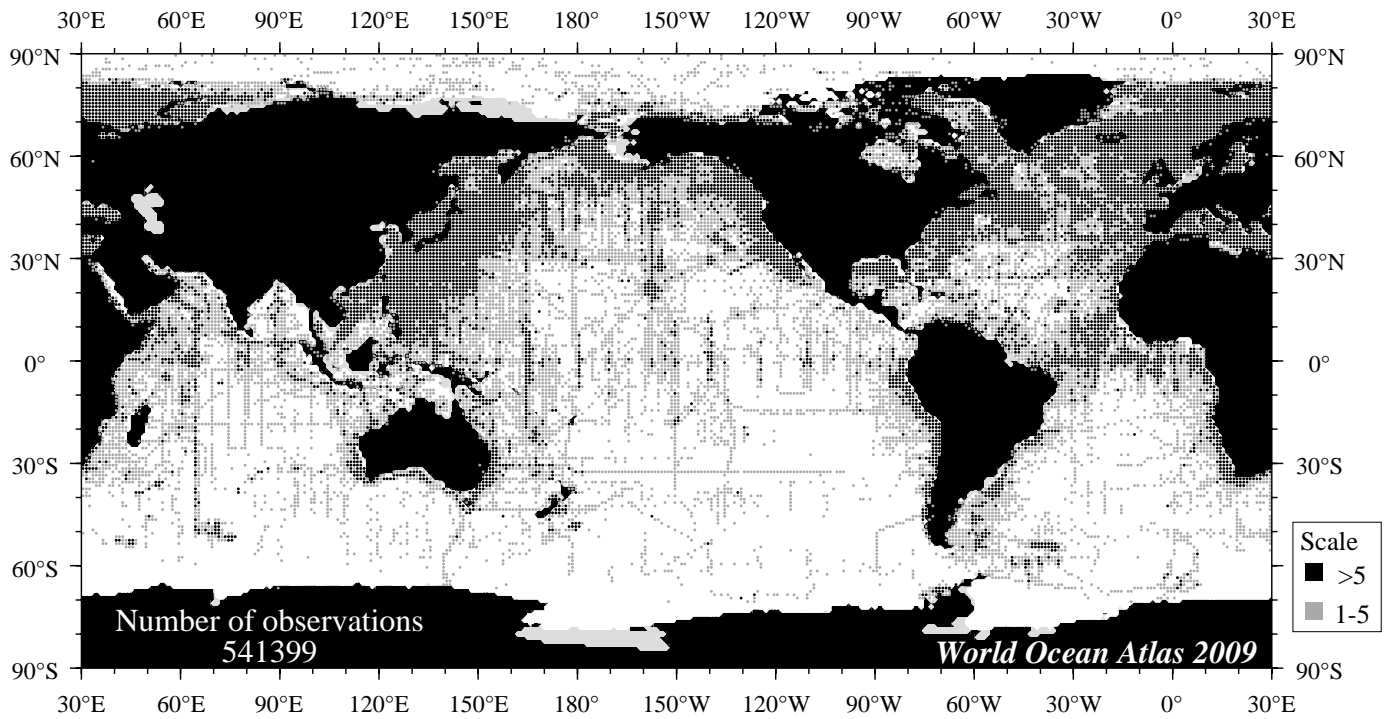 30°E 60°E 90°E 120°E 150°E 180° 150°W 120°W 90°W 60°W 30°W 0° 30°E
90°N 90°N
60°N 60°N
30°N 30°N
0° 0°
30°S 30°S
60°S 60°S
90°S 90°S
Scale
>5
1-5
Number of observations
541399
World Ocean Atlas 2009
30°E 60°E 90°E 120°E 150°E 180° 150°W 120°W 90°W 60°W 30°W 0° 30°E